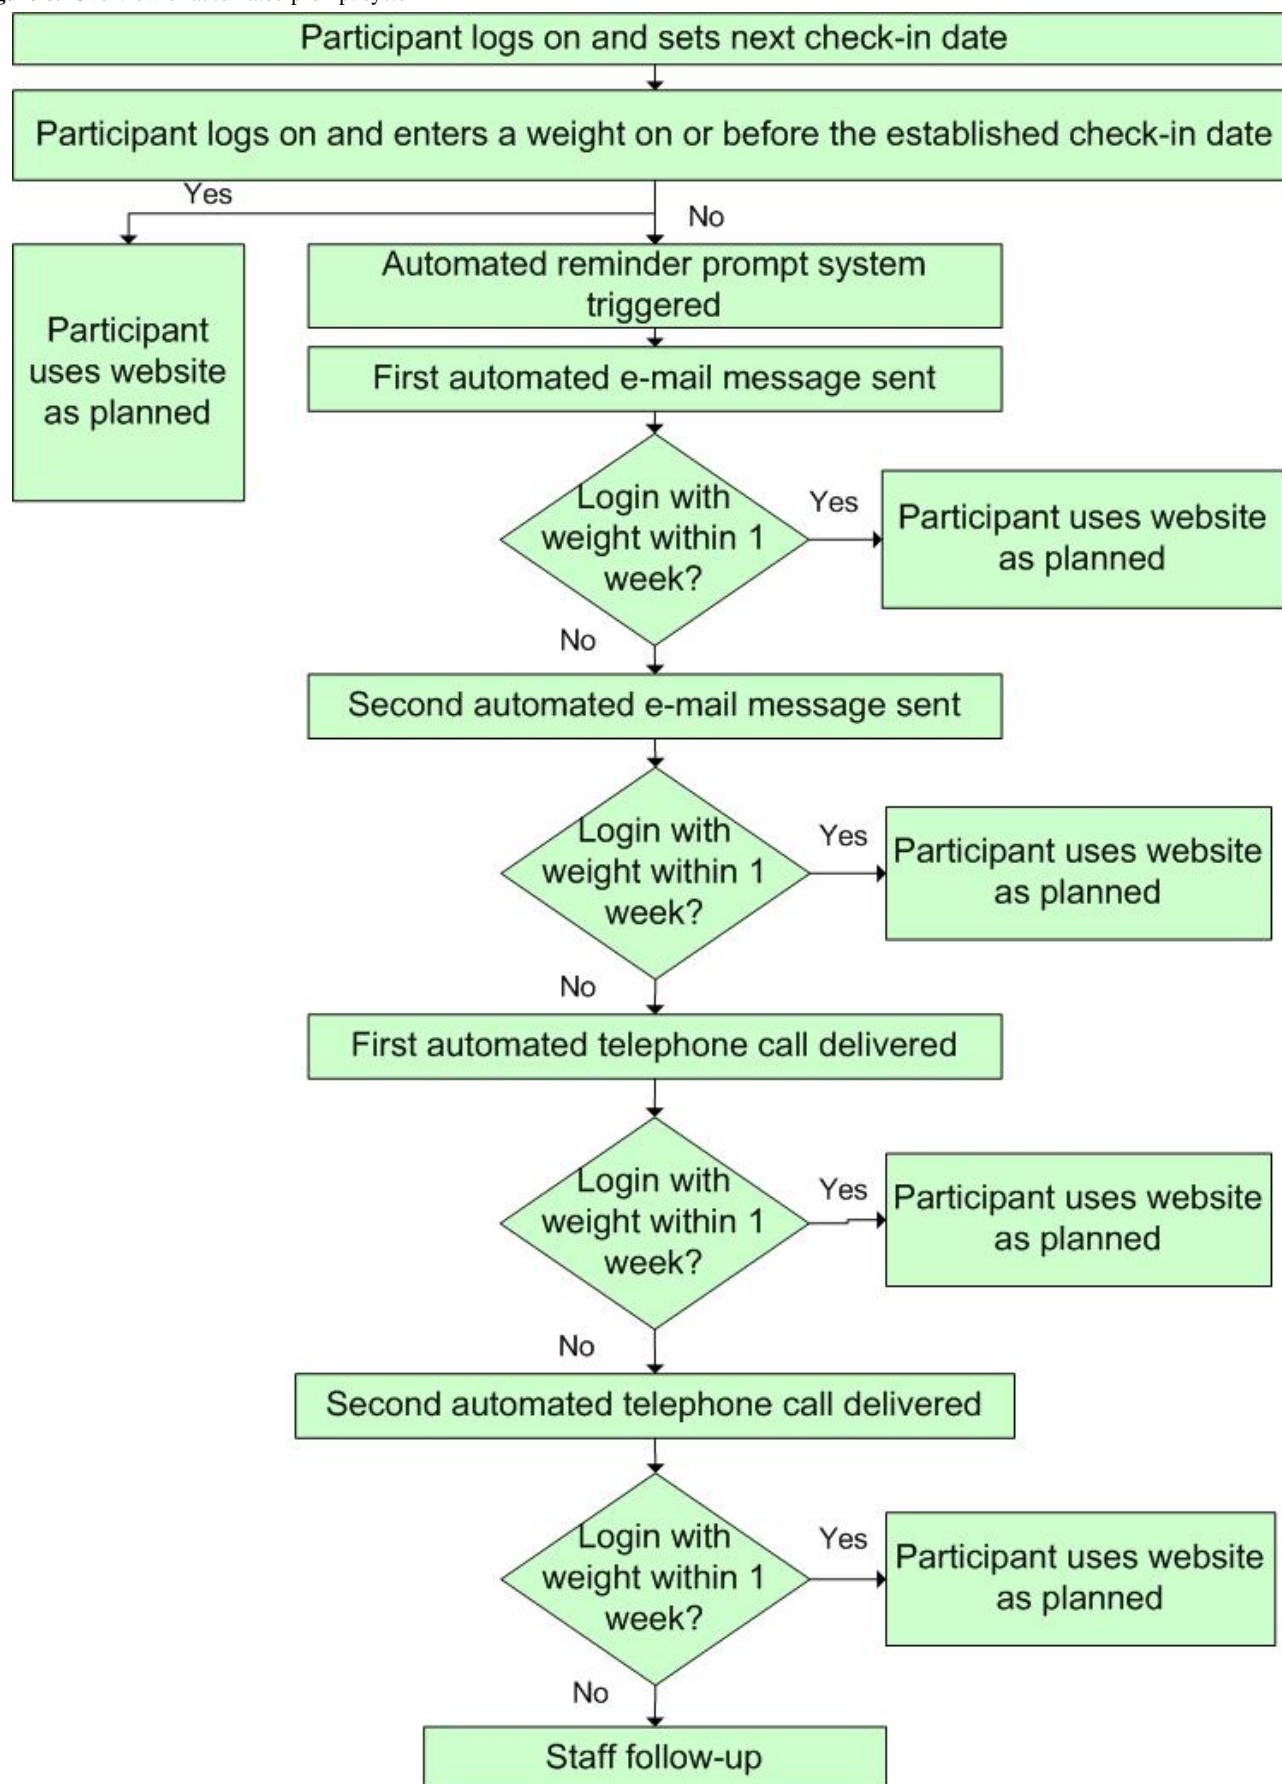 Participant logs on and sets next check-in date
Participant logs on and enters a weight on or before the established check-in date
Yes
No
Participant
uses website
as planned
Automated reminder prompt system
triggered
First automated e-mail message sent
Login with
weight within 1
week?
Yes
Participant uses website
as planned
No
Second automated e-mail message sent
Login with
weight within 1
week?
Yes
Participant uses website
as planned
No
First automated telephone call delivered
Login with
weight within 1
week?
Yes
Participant uses website
as planned
No
Second automated telephone call delivered
Login with
weight within 1
week?
Yes
Participant uses website
as planned
No
Staff follow-up